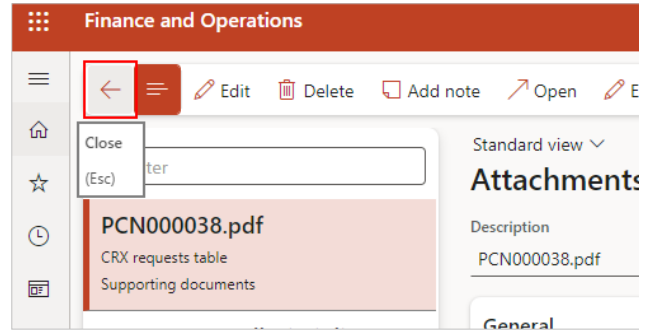 Finance and Operations
Edit Delete Add note Open E
Close
(Esc)
ter
Standard view
Attachments
PCN000038.pdf
CRX requests table
Supporting documents
Description
PCN000038.pdf
General